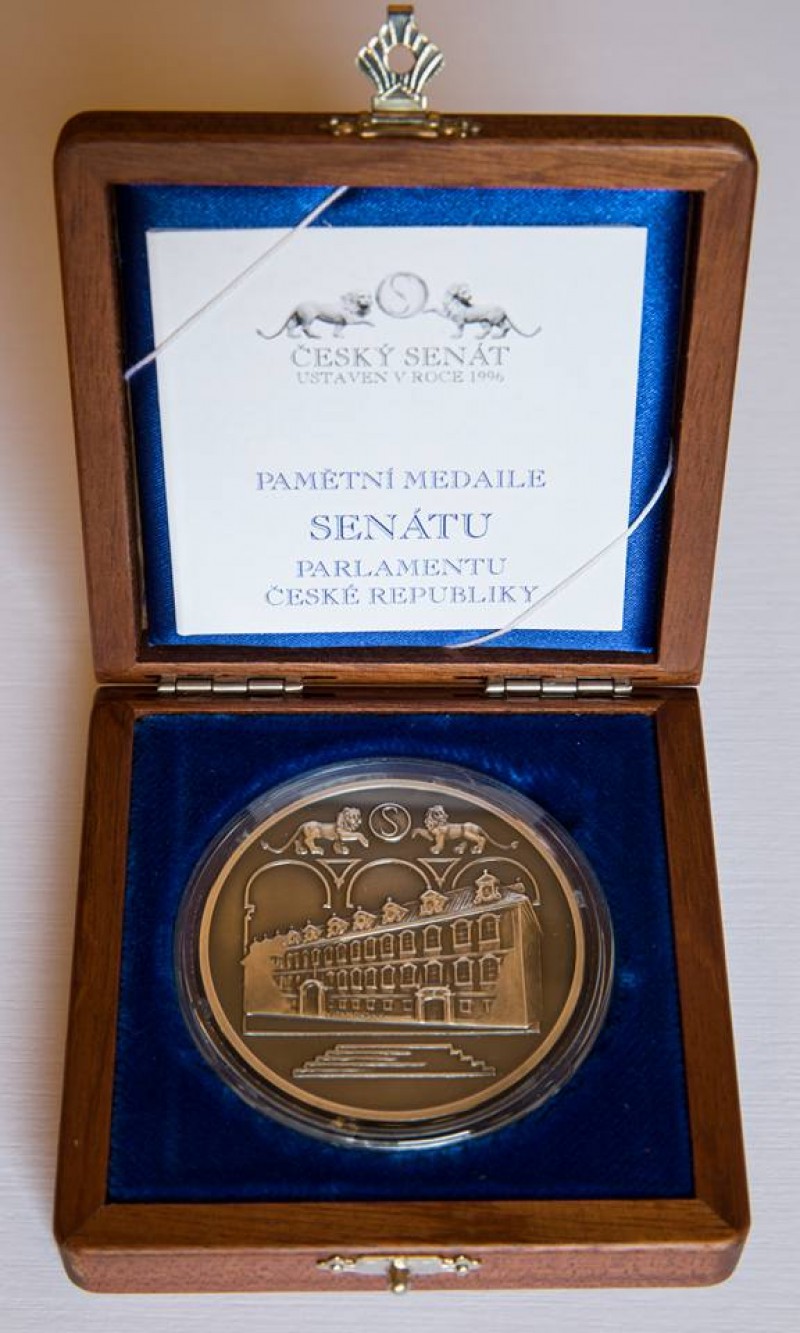 S
ČESKÝ SENÁT
USTAVEN V ROCE 1996
PAMĚTNÍ MEDAILE
SENÁTU
PARLAMENTU
ČESKÉ REPUBLIKY
S